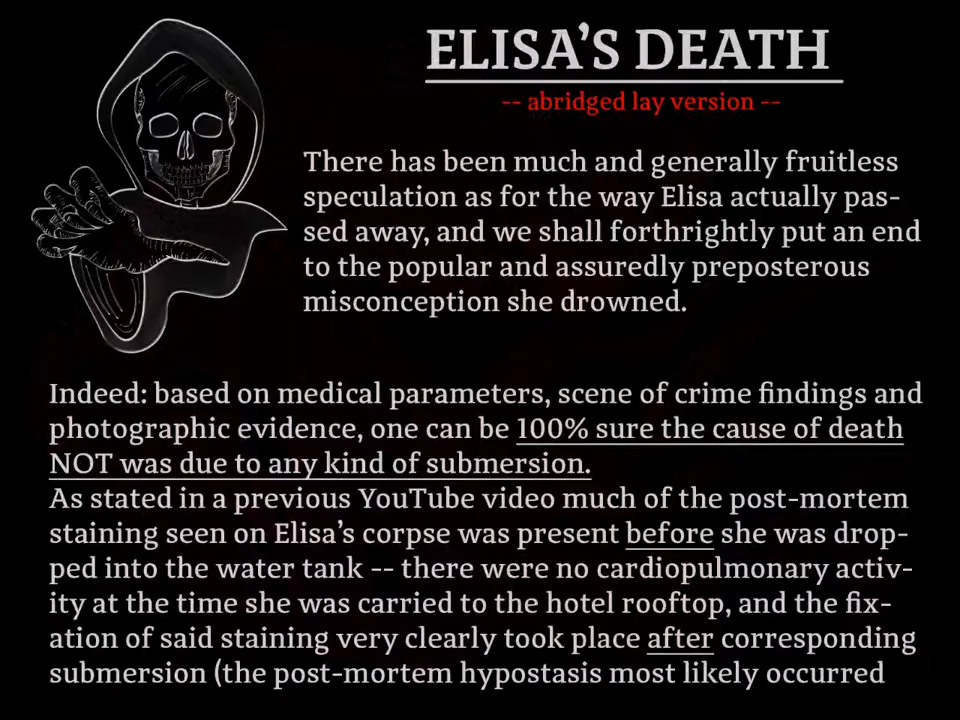 ELISA'S DEATH
-- abridged lay version --
There has been much and generally fruitless
speculation as for the way Elisa actually pas-
sed away, and we shall forthrightly put an end
to the popular and assuredly preposterous
misconception she drowned.
Indeed: based on medical parameters, scene of crime findings and
photographic evidence, one can be 100% sure the cause of death
NOT was due to any kind of submersion.
As stated in a previous YouTube video much of the post-mortem
staining seen on Elisa's corpse was present before she was drop-
ped into the water tank -- there were no cardiopulmonary activ-
ity at the time she was carried to the hotel rooftop, and the fix-
ation of said staining very clearly took place after corresponding
submersion (the post-mortem hypostasis most likely occurred